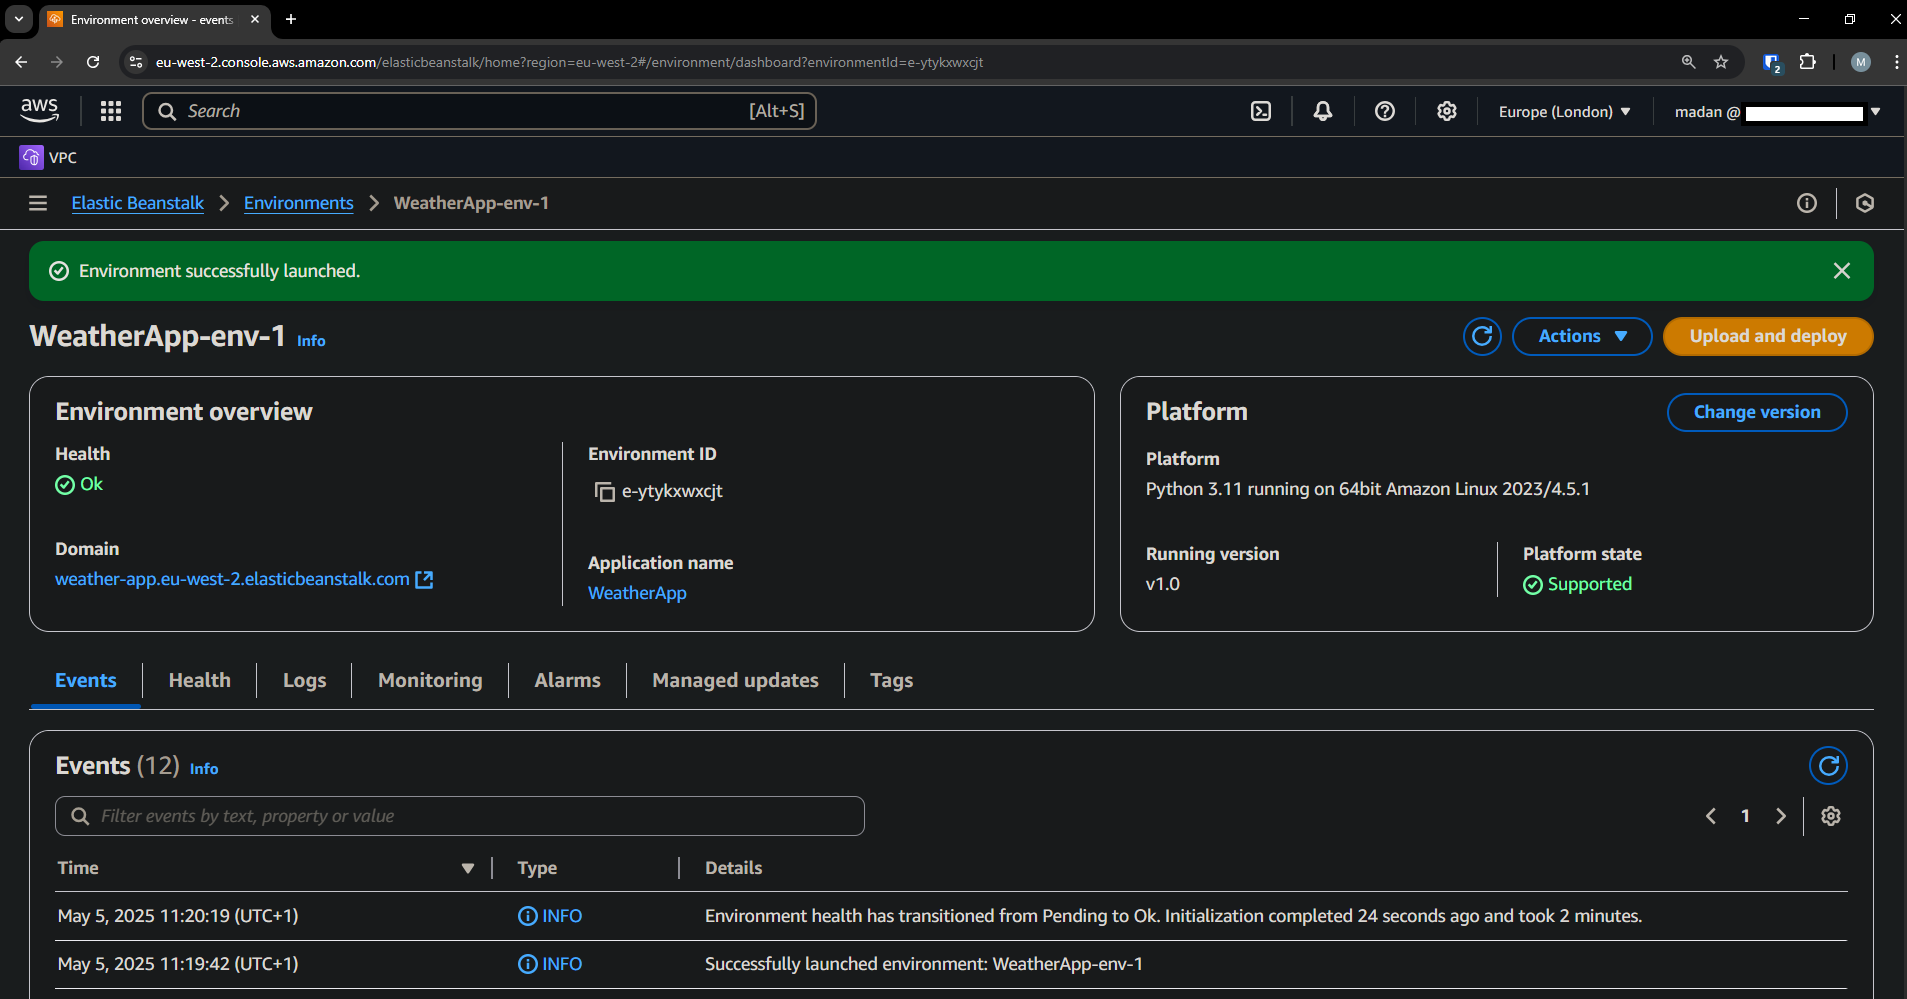 Environment overview - events
eu-west-2.console.aws.amazon.com/elasticbeanstalk/home?region=eu-west-2#/environment/dashboard?environmentId=e-ytykxwxcjt
2
M
aws
Search
[Alt+S]
Europe (London)
madan @
VPC
Elastic Beanstalk > Environments > WeatherApp-env-1
Environment successfully launched.
WeatherApp-env-1 Info
Actions
Upload and deploy
Environment overview
Health
Ok
Domain
weather-app.eu-west-2.elasticbeanstalk.com
Environment ID
e-ytykxwxcjt
Application name
WeatherApp
Platform
Change version
Platform
Python 3.11 running on 64bit Amazon Linux 2023/4.5.1
Running version
v1.0
Platform state
Supported
Events
Health
Logs
Monitoring
Alarms
Managed updates
Tags
Events (12) Info
Filter events by text, property or value
1
Time Type Details
May 5, 2025 11:20:19 (UTC+1) INFO Environment health has transitioned from Pending to Ok. Initialization completed 24 seconds ago and took 2 minutes.
May 5, 2025 11:19:42 (UTC+1) INFO Successfully launched environment: WeatherApp-env-1